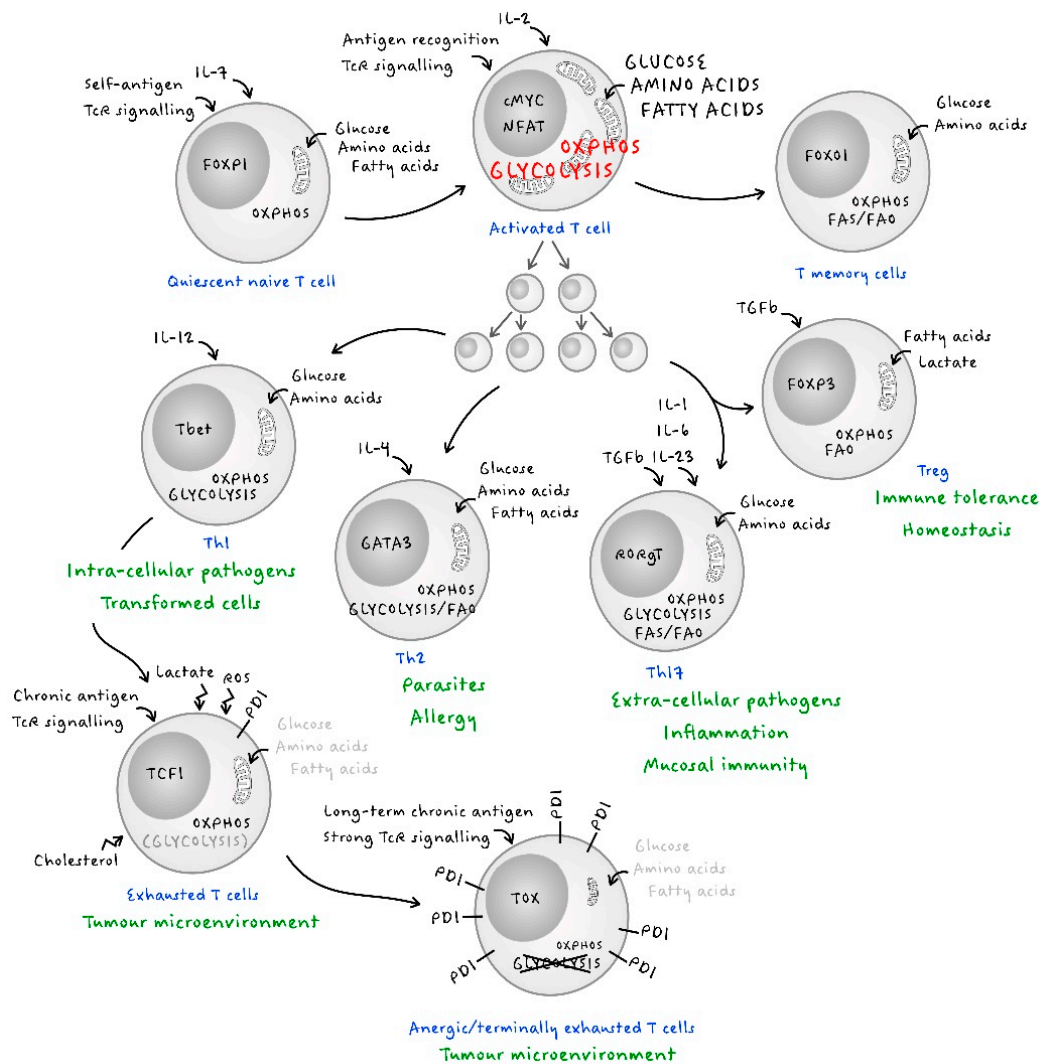 IL-2
Antigen recognition
TcR signalling
GLUCOSE
AMINO ACIDS
FATTY ACIDS
cMYC
NFAT
OXPHOS
GLYCOLYSIS
Activated T cell
IL-7
Self-antigen
TcR signalling
Glucose
Amino acids
Fatty acids
FOXP1
OXPHOS
Quiescent naive T cell
Glucose
Amino acids
FOXO1
OXPHOS
FAS/FAO
T memory cells
TGFb
Fatty acids
Lactate
FOXP3
OXPHOS
FAO
Treg
Immune tolerance
Homeostasis
IL-12
Glucose
Amino acids
Tbet
OXPHOS
GLYCOLYSIS
Th1
Intra-cellular pathogens
Transformed cells
IL-4
Glucose
Amino acids
Fatty acids
GATA3
OXPHOS
GLYCOLYSIS/FAO
Th2
Parasites
Allergy
IL-1
IL-6
TGFb IL-23
Glucose
Amino acids
RORgT
OXPHOS
GLYCOLYSIS
FAS/FAO
Th17
Extra-cellular pathogens
Inflammation
Mucosal immunity
Lactate
ROS
PD1
Chronic antigen
TcR signalling
Glucose
Amino acids
Fatty acids
TCF1
OXPHOS
(GLYCOLYSIS)
Cholesterol
Exhausted T cells
Tumour microenvironment
Long-term chronic antigen
Strong TcR signalling
PD1
PD1
Glucose
Amino acids
Fatty acids
PD1
TOX
PD1
PD1
OXPHOS
GLYCOLYSIS
PD1
PD1
Anergic/terminally exhausted T cells
Tumour microenvironment